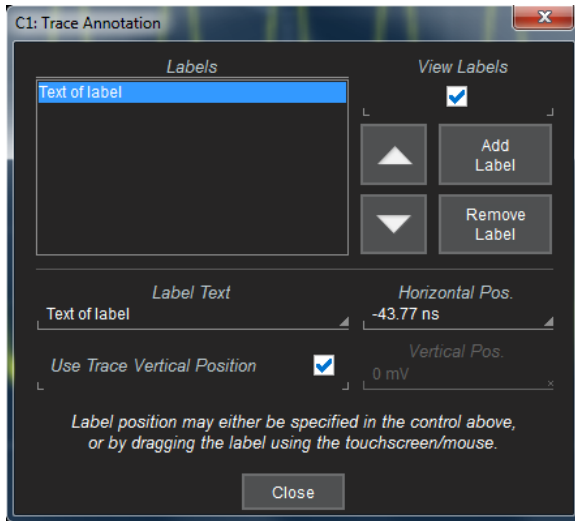 C1: Trace Annotation
Labels
View Labels
Text of label
Add
Label
Remove
Label
Label Text
Horizontal Pos.
Text of label
-43.77 ns
Use Trace Vertical Position
Vertical Pos.
0 mV
Label position may either be specified in the control above,
or by dragging the label using the touchscreen/mouse.
Close